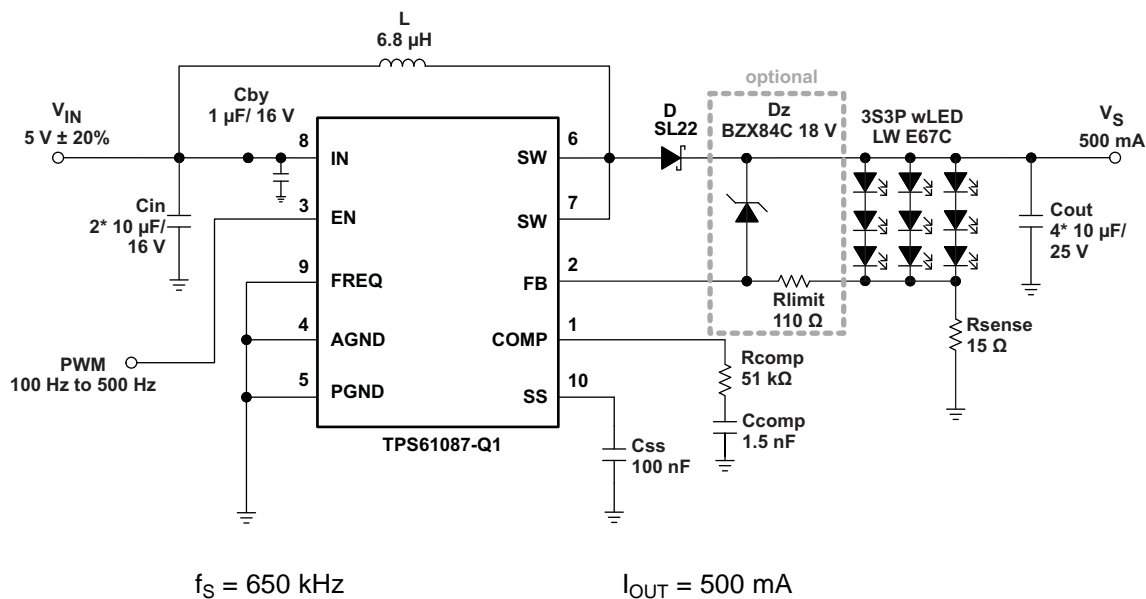 L
6.8 µH
optional
Cby
1 µF/ 16 V
VIN
5 V ± 20%
D
SL22
Dz
BZX84C 18 V
3S3P wLED
LW E67C
VS
500 mA
8
IN
6
SW
3
EN
7
SW
Cin
2* 10 µF/
16 V
Cout
4* 10 µF/
25 V
9
FREQ
2
FB
Rlimit
110 Ω
4
AGND
1
COMP
Rsense
15 Ω
PWM
100 Hz to 500 Hz
5
PGND
10
SS
Rcomp
51 kΩ
Ccomp
1.5 nF
TPS61087-Q1
Css
100 nF
fS = 650 kHz
IOUT = 500 mA